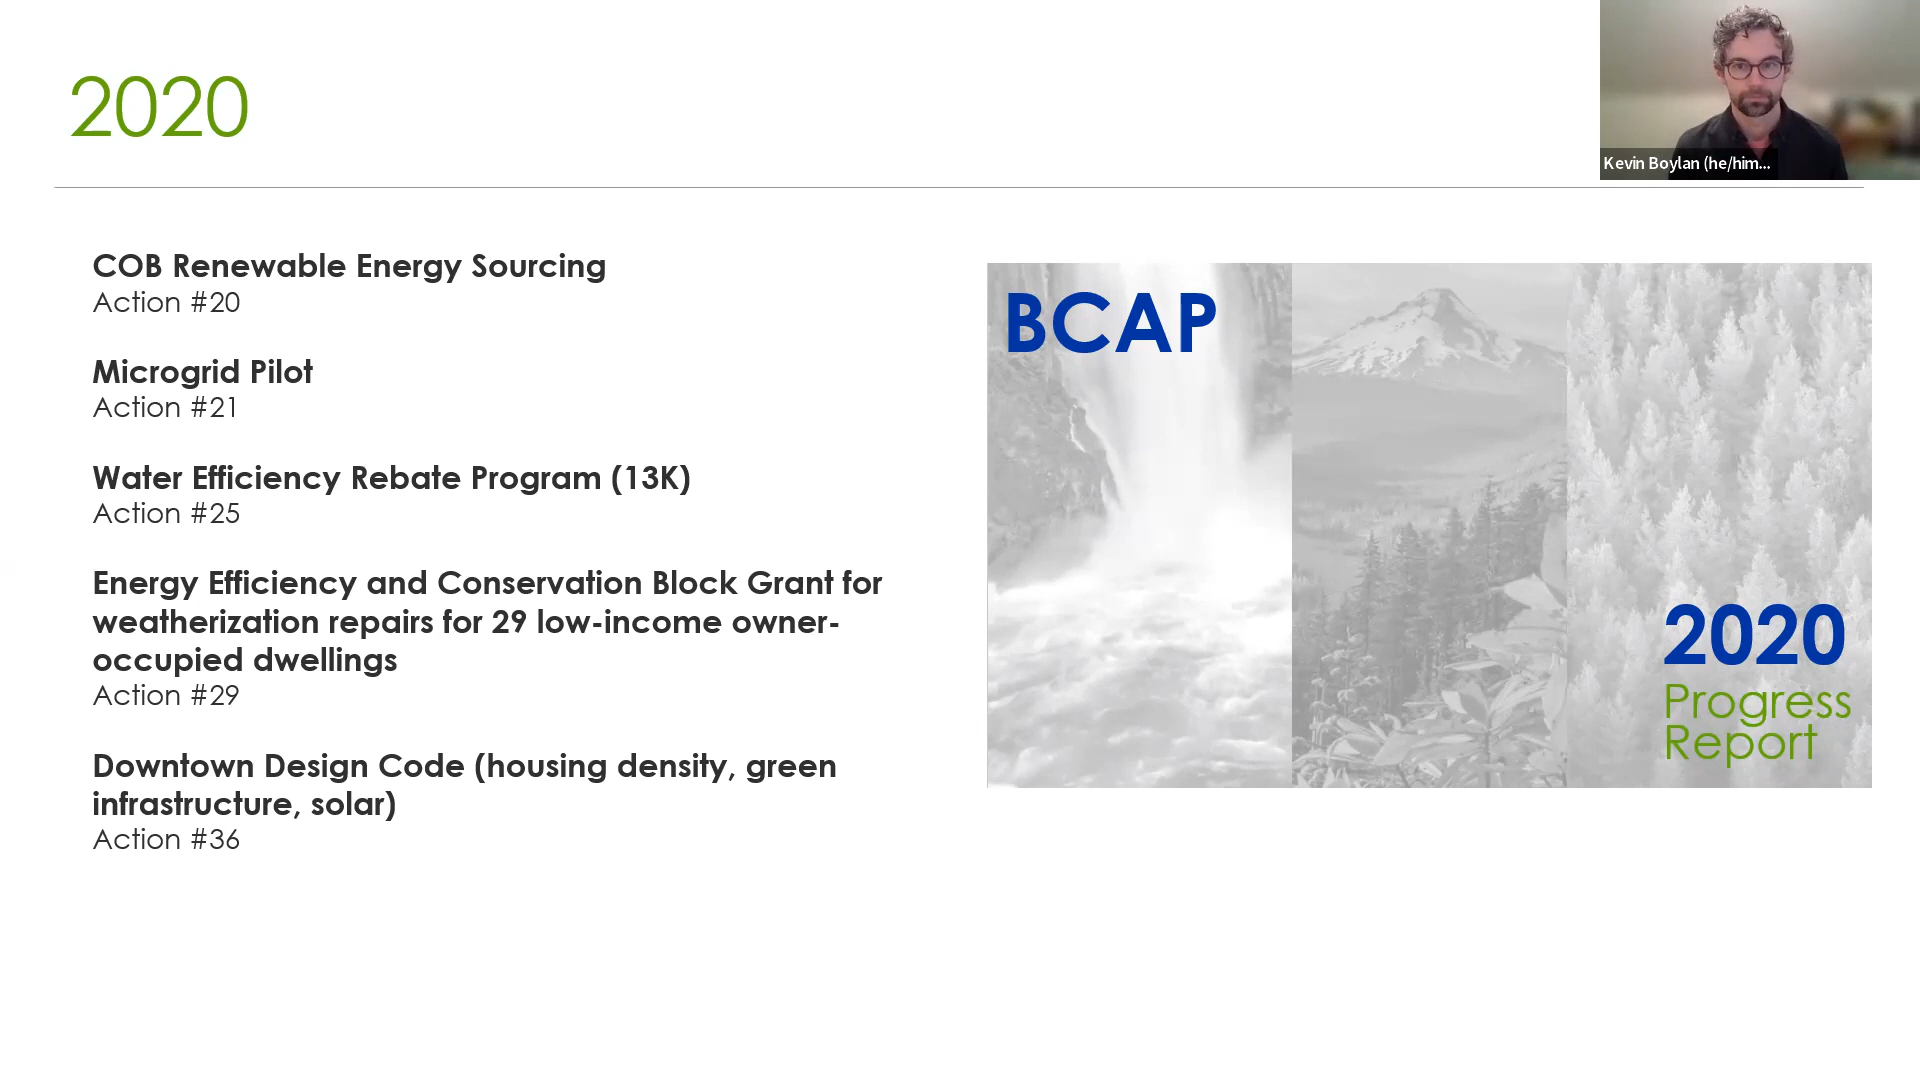 2020
Kevin Boylan (he/him...
COB Renewable Energy Sourcing
Action #20
Microgrid Pilot
Action #21
Water Efficiency Rebate Program (13K)
Action #25
Energy Efficiency and Conservation Block Grant for
weatherization repairs for 29 low-income owner-
occupied dwellings
Action #29
Downtown Design Code (housing density, green
infrastructure, solar)
Action #36
BCAP
2020
Progress
Report